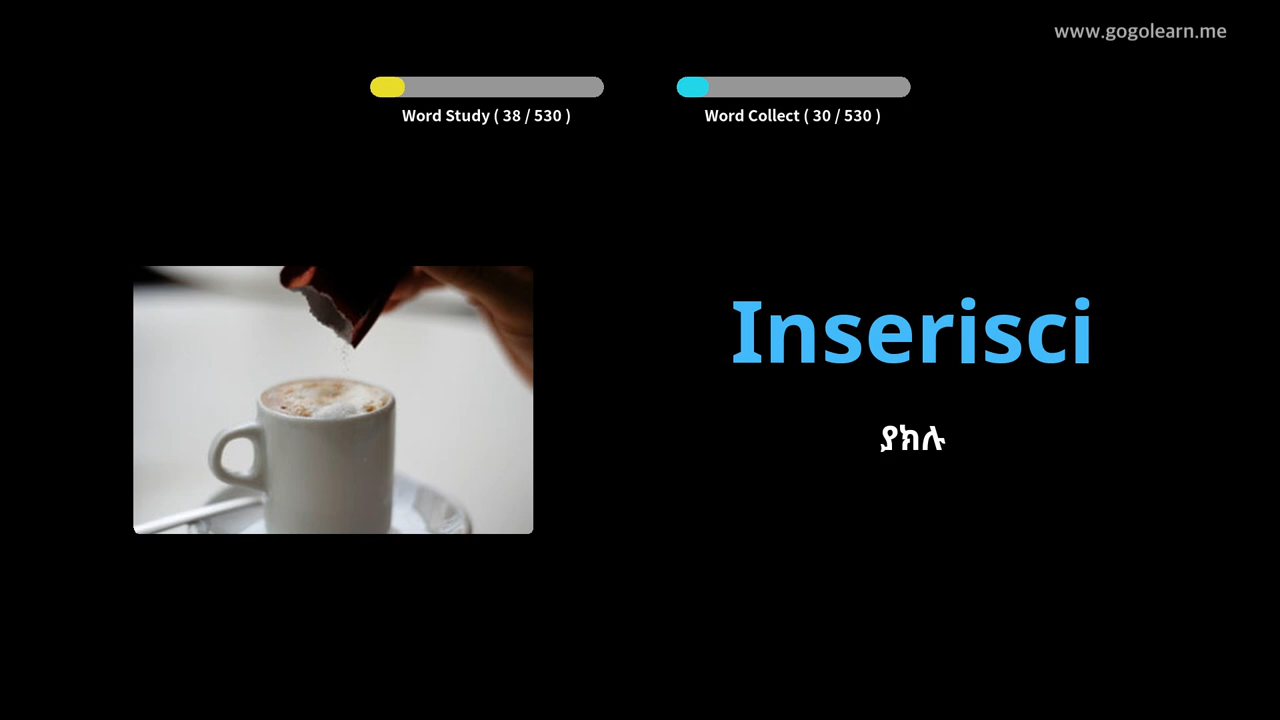 www.gogolearn.me
Word Study ( 38 / 530 )
Word Collect ( 30 / 530 )
Inserisci
ያክሉ